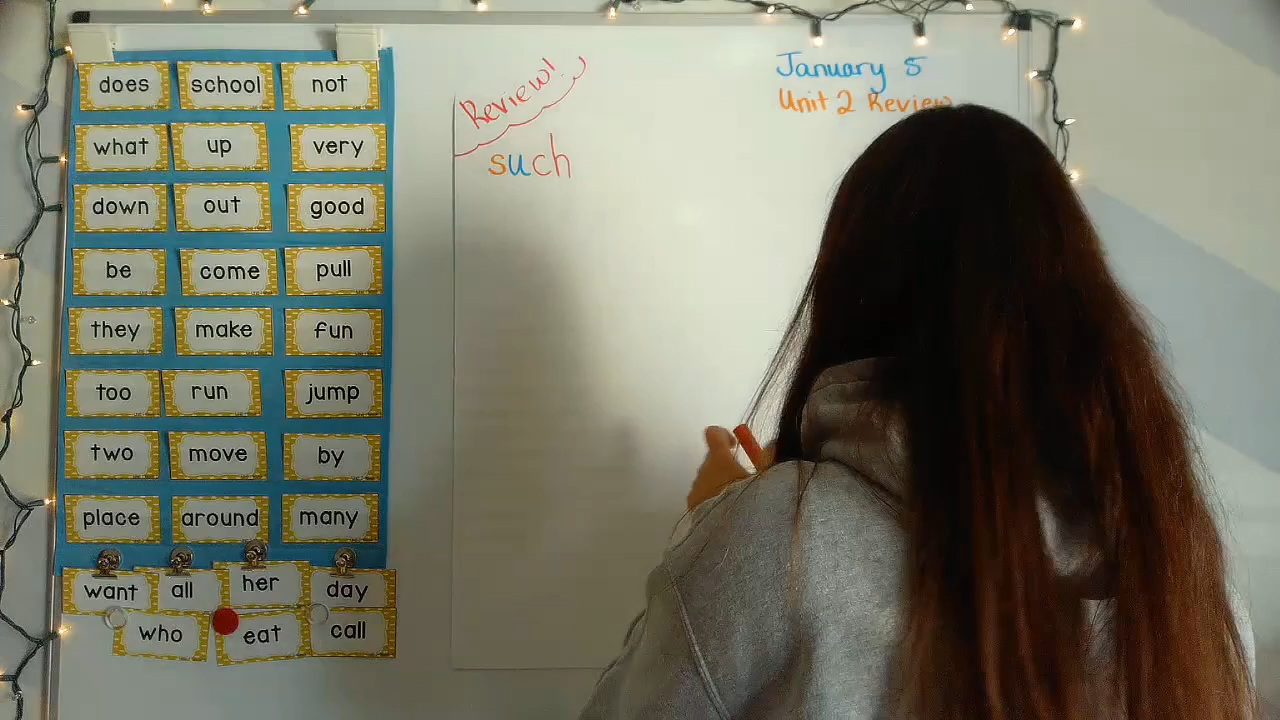 does school not
what up very
down out good
be come pull
they make fun
too run jump
two move by
place around many
want all her day
who eat call
Review!
such
January 5
Unit 2 Review